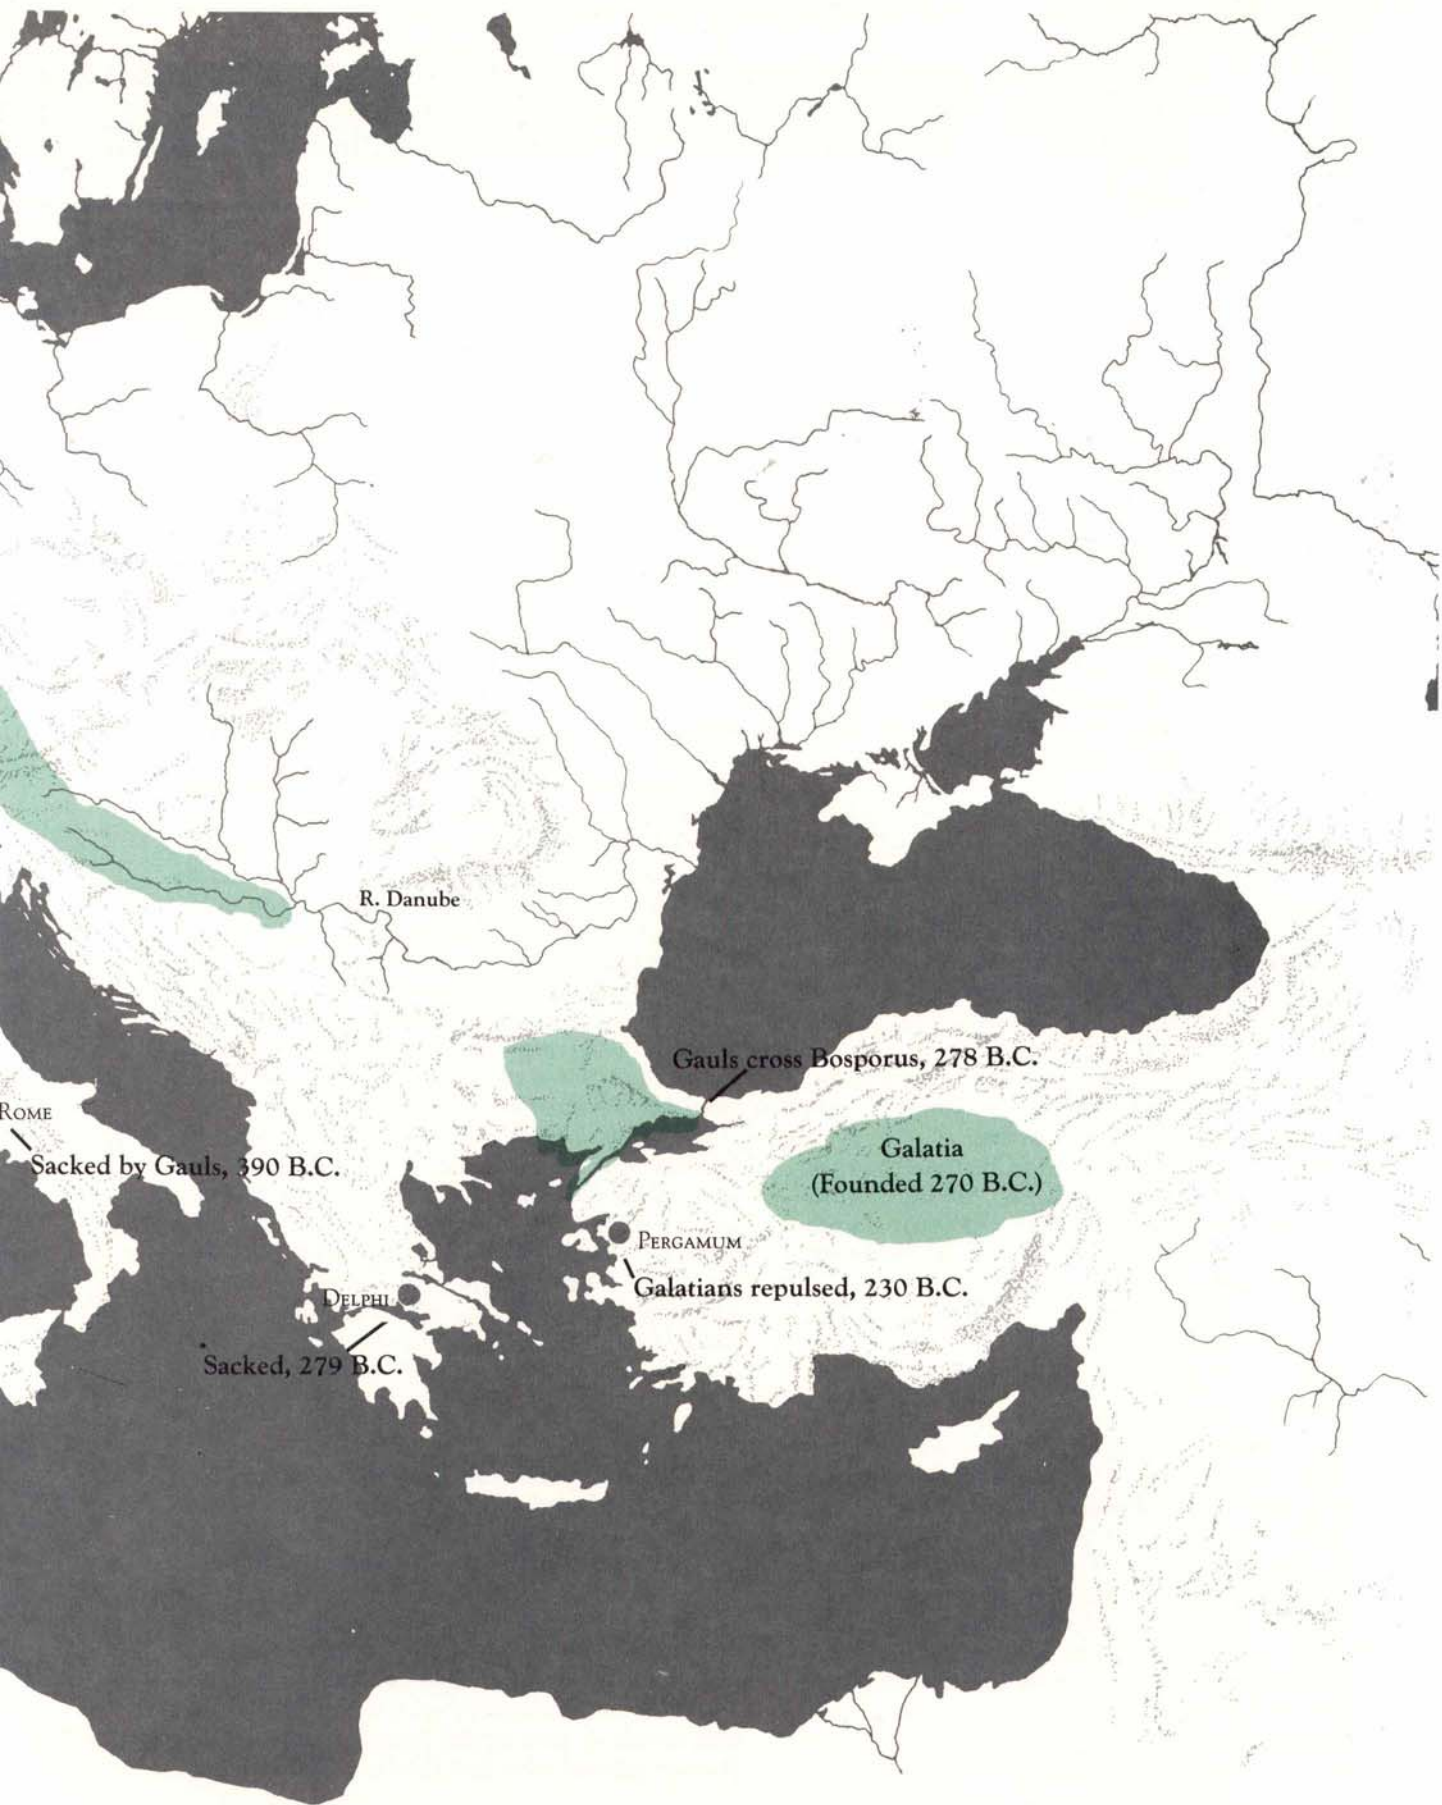 R. Danube
Gauls cross Bosporus, 278 B.C.
ROME
Sacked by Gauls, 390 B.C.
Galatia
(Founded 270 B.C.)
PERGAMUM
Galatians repulsed, 230 B.C.
DELPHI
Sacked, 279 B.C.